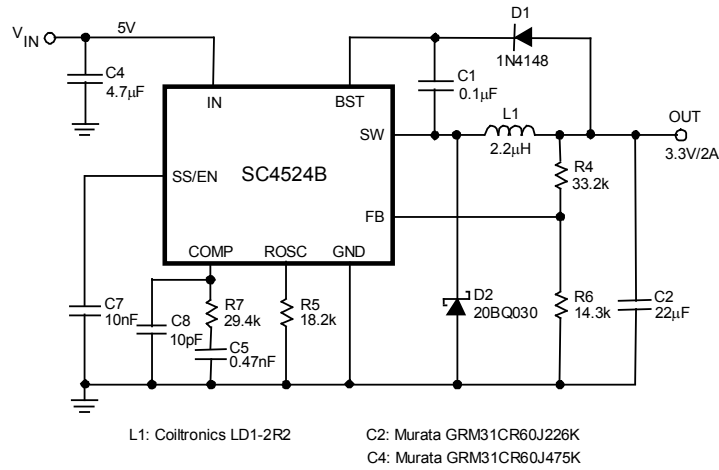 V IN
5V
C4
4.7μF
IN
BST
D1
1N4148
C1
0.1μF
L1
2.2μH
OUT
3.3V/2A
SW
SS/EN
SC4524B
FB
R4
33.2k
COMP
ROSC
GND
C7
10nF
C8
10pF
R7
29.4k
C5
0.47nF
R5
18.2k
D2
20BQ030
R6
14.3k
C2
22μF
L1: Coiltronics LD1-2R2
C2: Murata GRM31CR60J226K
C4: Murata GRM31CR60J475K